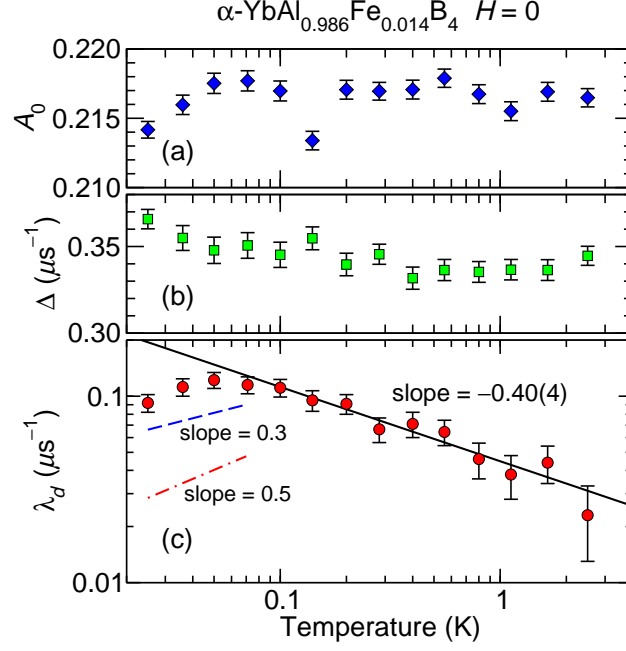 α-YbAl₀.₉₈₆Fe₀.₀₁₄B₄ H = 0
0.220
0.215
0.210
A₀
(a)
0.35
0.30
Δ (μs⁻¹)
(b)
0.1
0.01
λ_d (μs⁻¹)
slope = −0.40(4)
slope = 0.3
slope = 0.5
(c)
0.1 1
Temperature (K)